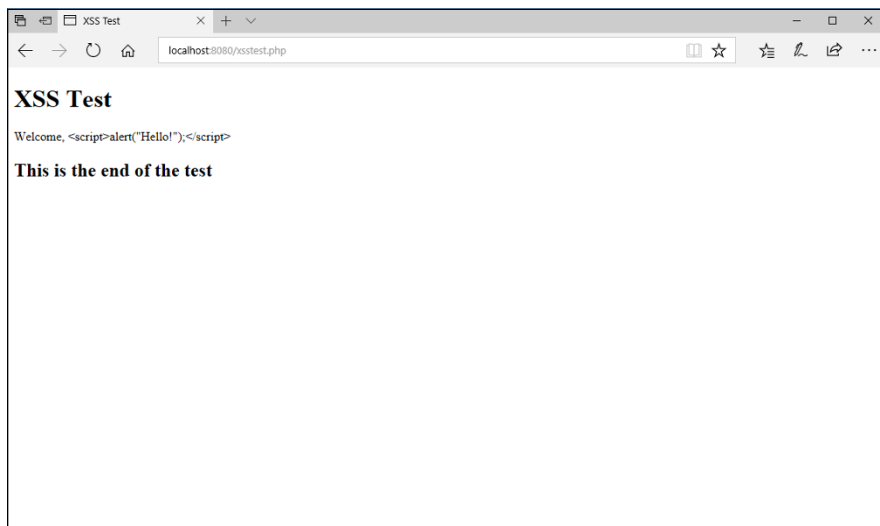 XSS Test
localhost:8080/xsstest.php
XSS Test
Welcome, <script>alert("Hello!");</script>
This is the end of the test